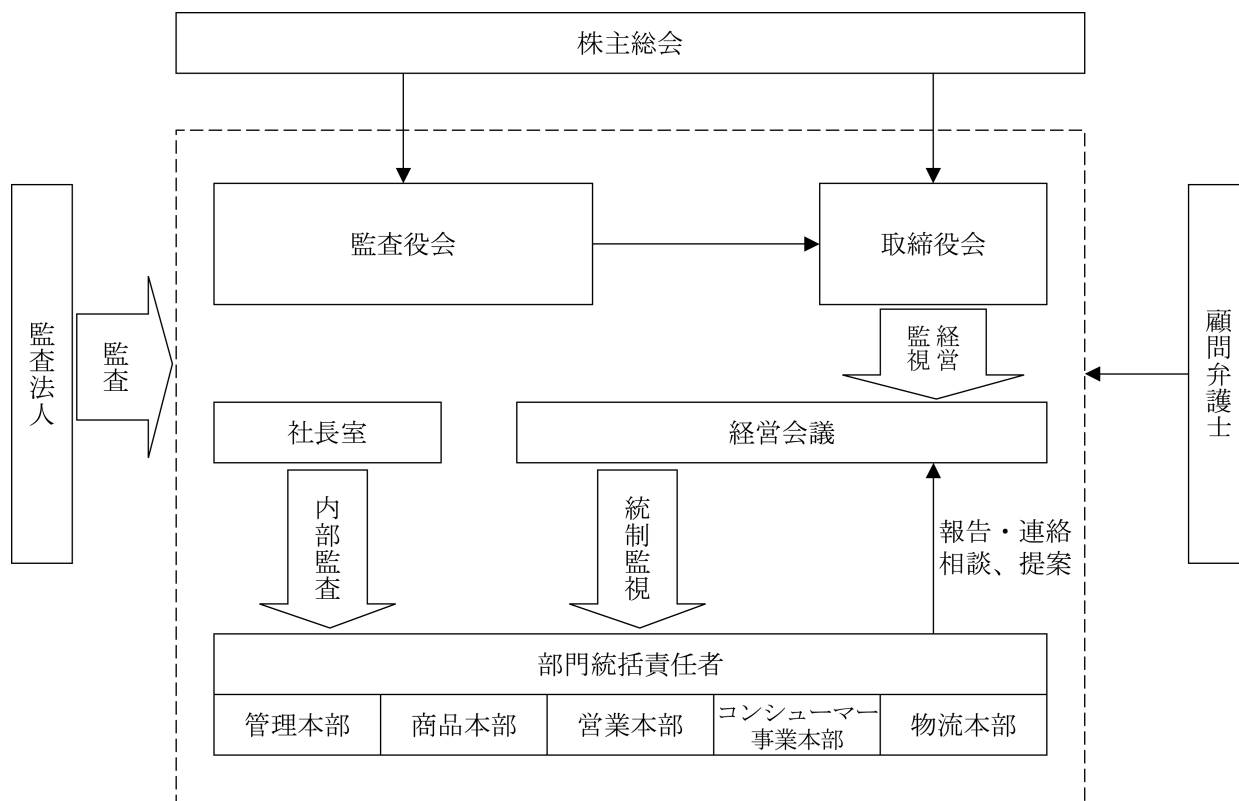 株主総会
監査役会
取締役会
監査法人
監査
経営
監視
顧問弁護士
社長室
経営会議
内部監査
統制監視
報告・連絡
相談、提案
部門統括責任者
管理本部
商品本部
営業本部
コンシューマー
事業本部
物流本部